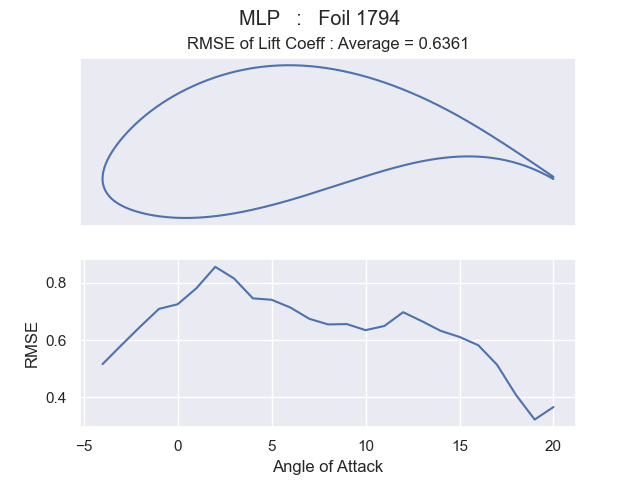 MLP   :   Foil 1794
RMSE of Lift Coeff : Average = 0.6361
0.8
0.6
0.4
RMSE
−5
0
5
10
15
20
Angle of Attack